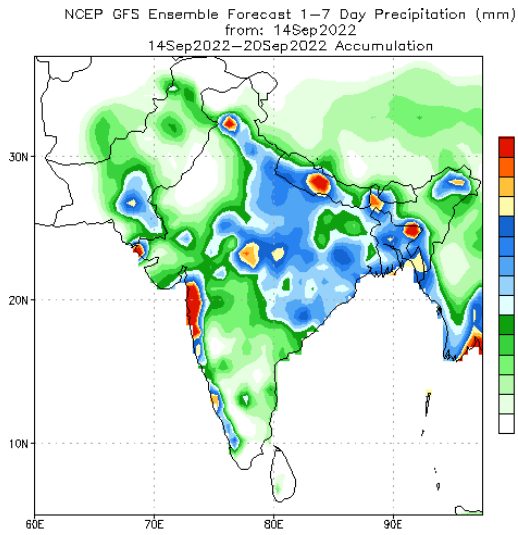 NCEP GFS Ensemble Forecast 1-7 Day Precipitation (mm)
from: 14Sep2022
14Sep2022-20Sep2022 Accumulation
30N
20N
10N
60E
70E
80E
90E